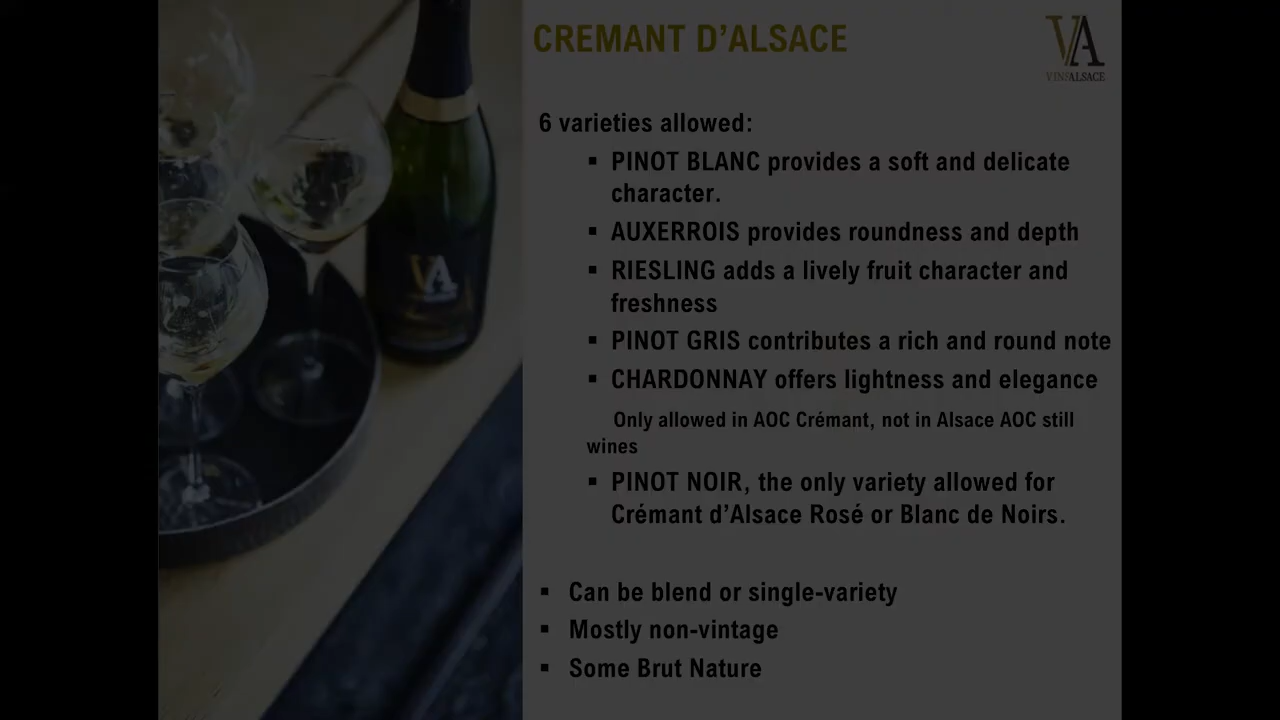 CREMANT D’ALSACE
VA
VINSALSACE
6 varieties allowed:
▪ PINOT BLANC provides a soft and delicate
character.
▪ AUXERROIS provides roundness and depth
▪ RIESLING adds a lively fruit character and
freshness
▪ PINOT GRIS contributes a rich and round note
▪ CHARDONNAY offers lightness and elegance
Only allowed in AOC Crémant, not in Alsace AOC still
wines
▪ PINOT NOIR, the only variety allowed for
Crémant d’Alsace Rosé or Blanc de Noirs.
▪ Can be blend or single-variety
▪ Mostly non-vintage
▪ Some Brut Nature
VA